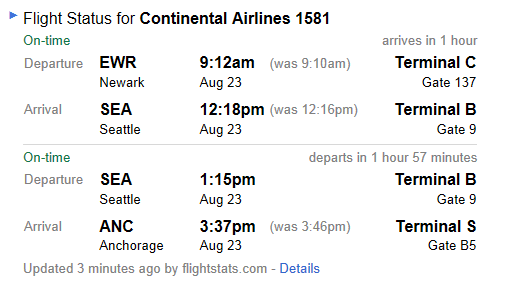 Flight Status for Continental Airlines 1581
On-time arrives in 1 hour
Departure EWR 9:12am (was 9:10am) Terminal C
Newark Aug 23 Gate 137
Arrival SEA 12:18pm (was 12:16pm) Terminal B
Seattle Aug 23 Gate 9
On-time departs in 1 hour 57 minutes
Departure SEA 1:15pm Terminal B
Seattle Aug 23 Gate 9
Arrival ANC 3:37pm (was 3:46pm) Terminal S
Anchorage Aug 23 Gate B5
Updated 3 minutes ago by flightstats.com - Details